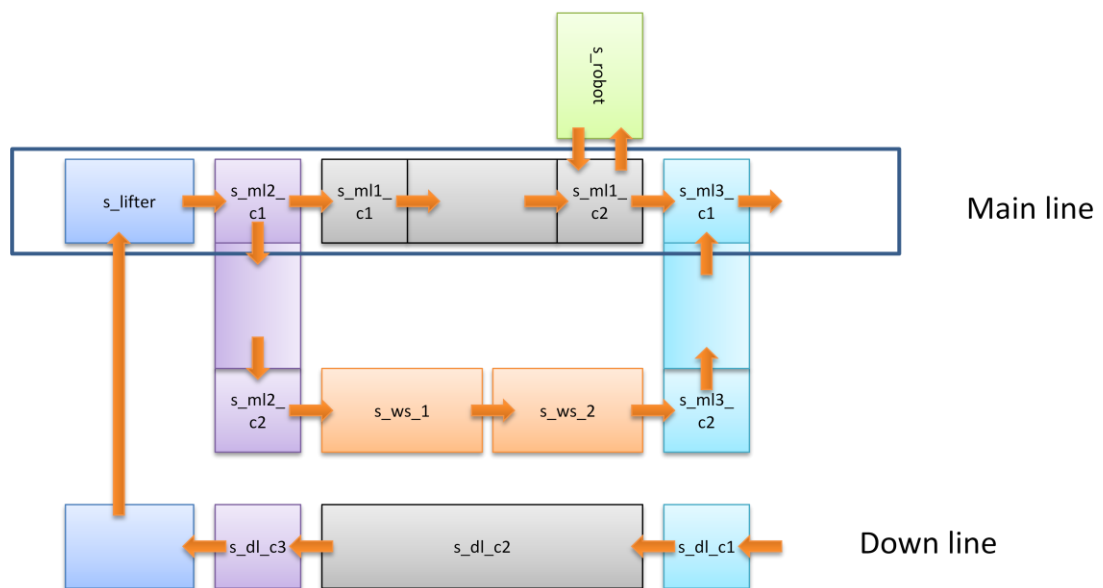 s_robot
s_lifter
s_ml2_
c1
s_ml1_
c1
s_ml1_
c2
s_ml3_
c1
Main line
s_ml2_
c2
s_ws_1
s_ws_2
s_ml3_
c2
s_dl_c3
s_dl_c2
s_dl_c1
Down line